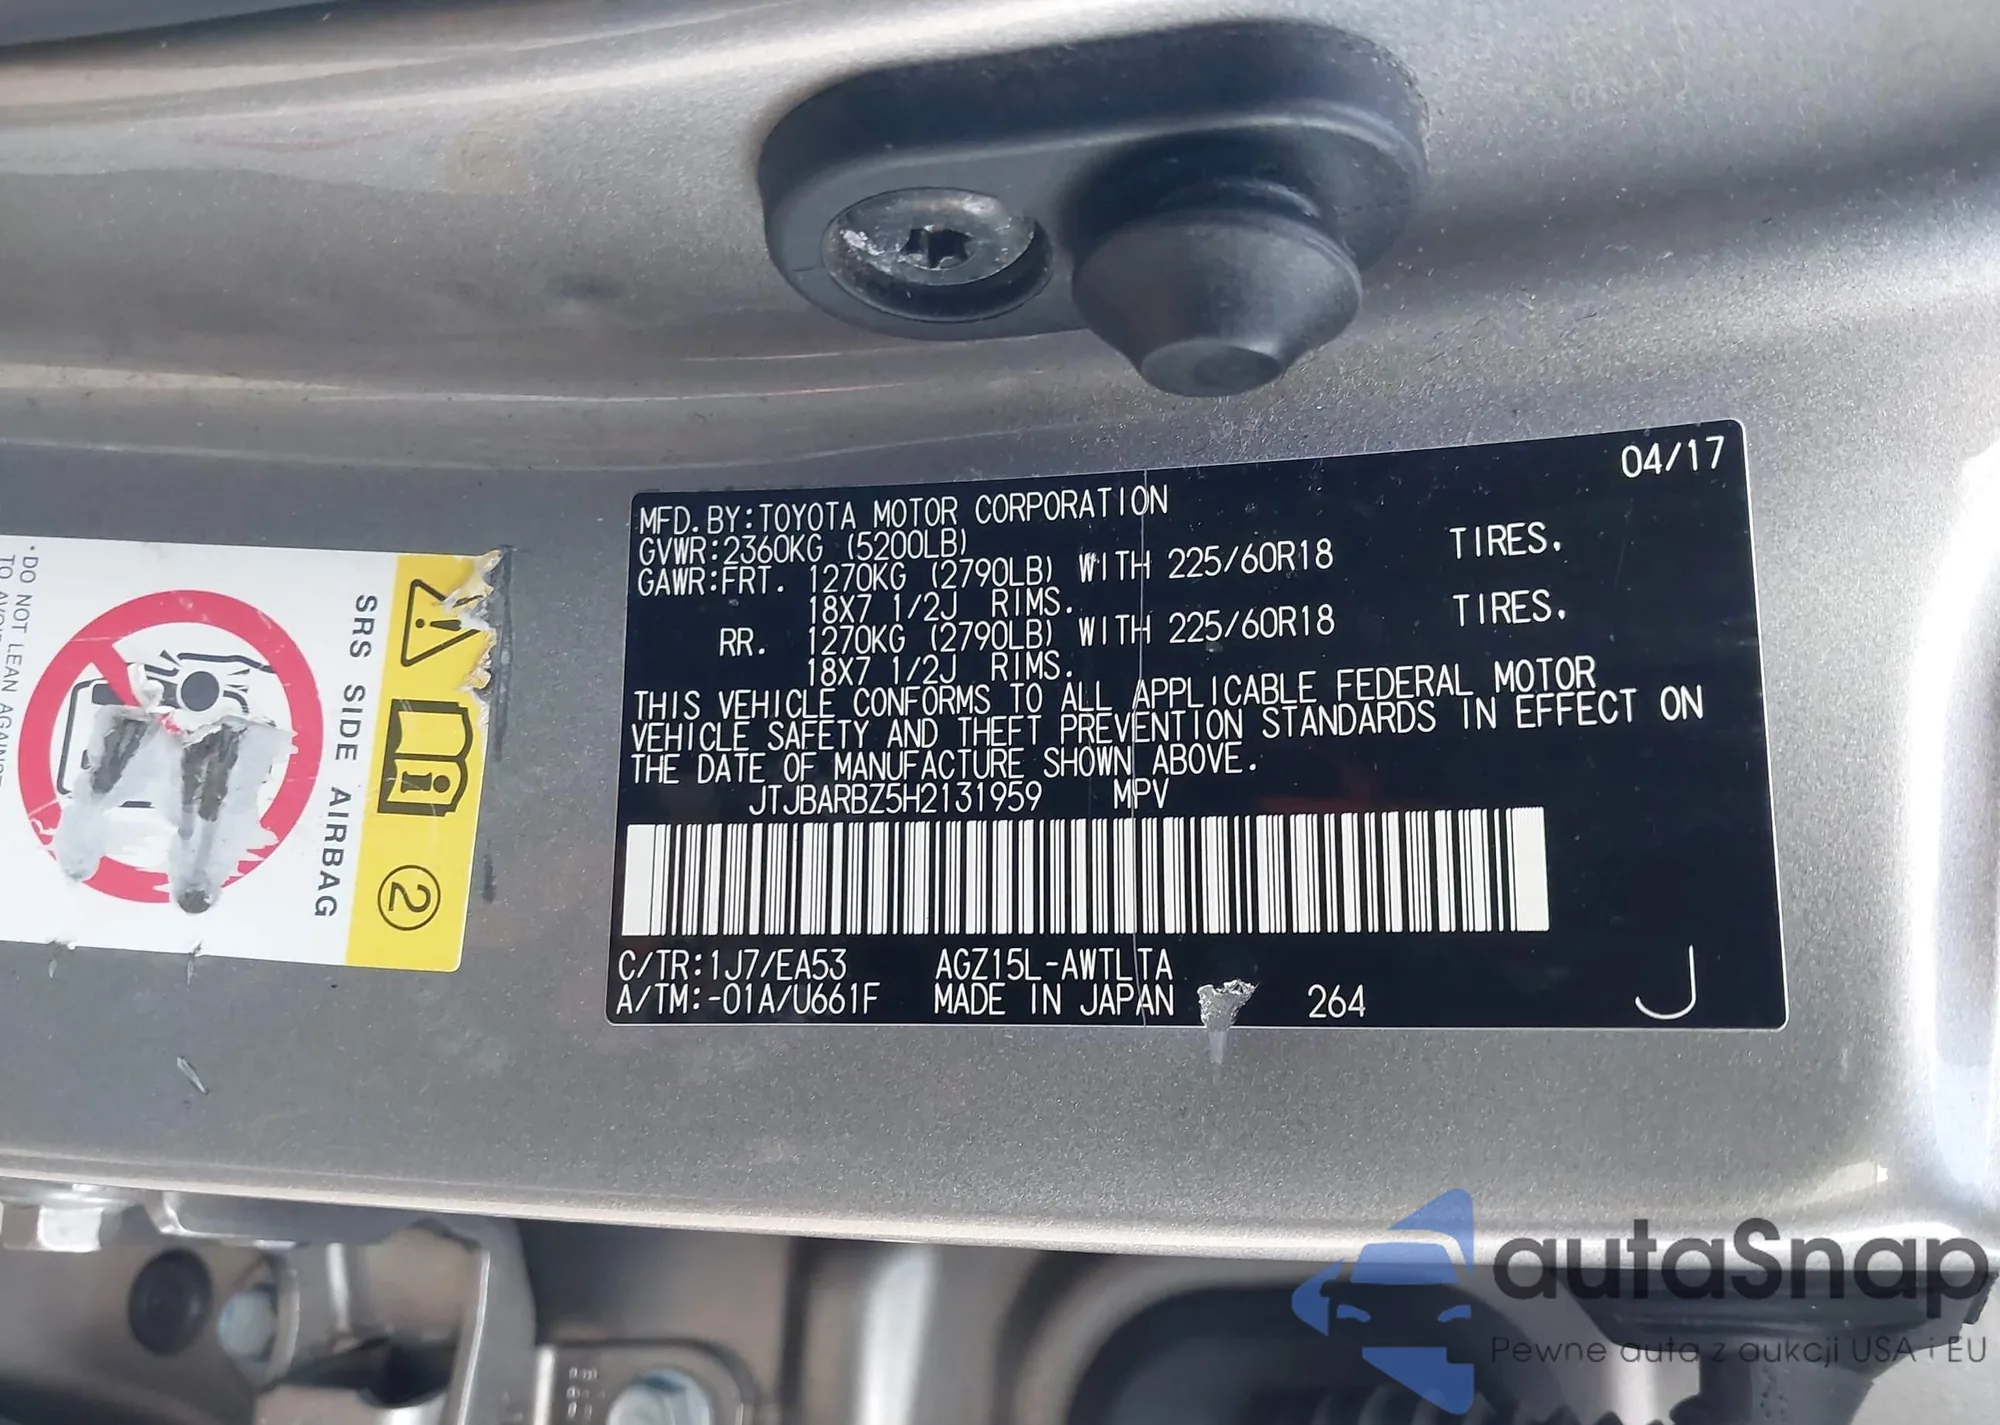 04/17
MFD. BY:TOYOTA MOTOR CORPORATION
GVWR:2360KG (5200LB)
GAWR:FRT. 1270KG (2790LB) WITH 225/60R18 TIRES.
18X7 1/2J RIMS.
RR. 1270KG (2790LB) WITH 225/60R18 TIRES.
18X7 1/2J RIMS.
THIS VEHICLE CONFORMS TO ALL APPLICABLE FEDERAL MOTOR
VEHICLE SAFETY AND THEFT PREVENTION STANDARDS IN EFFECT ON
THE DATE OF MANUFACTURE SHOWN ABOVE.
JTJBARBZ5H2131959 MPV
C/TR:1J7/EA53 AGZ15L-AWTLTA
A/TM:-01A/U661F MADE IN JAPAN 264 J
2
SRS SIDE AIRBAG
·DO NOT LEAN AGAINST
autaSnap
Pewne auta z aukcji USA i EU